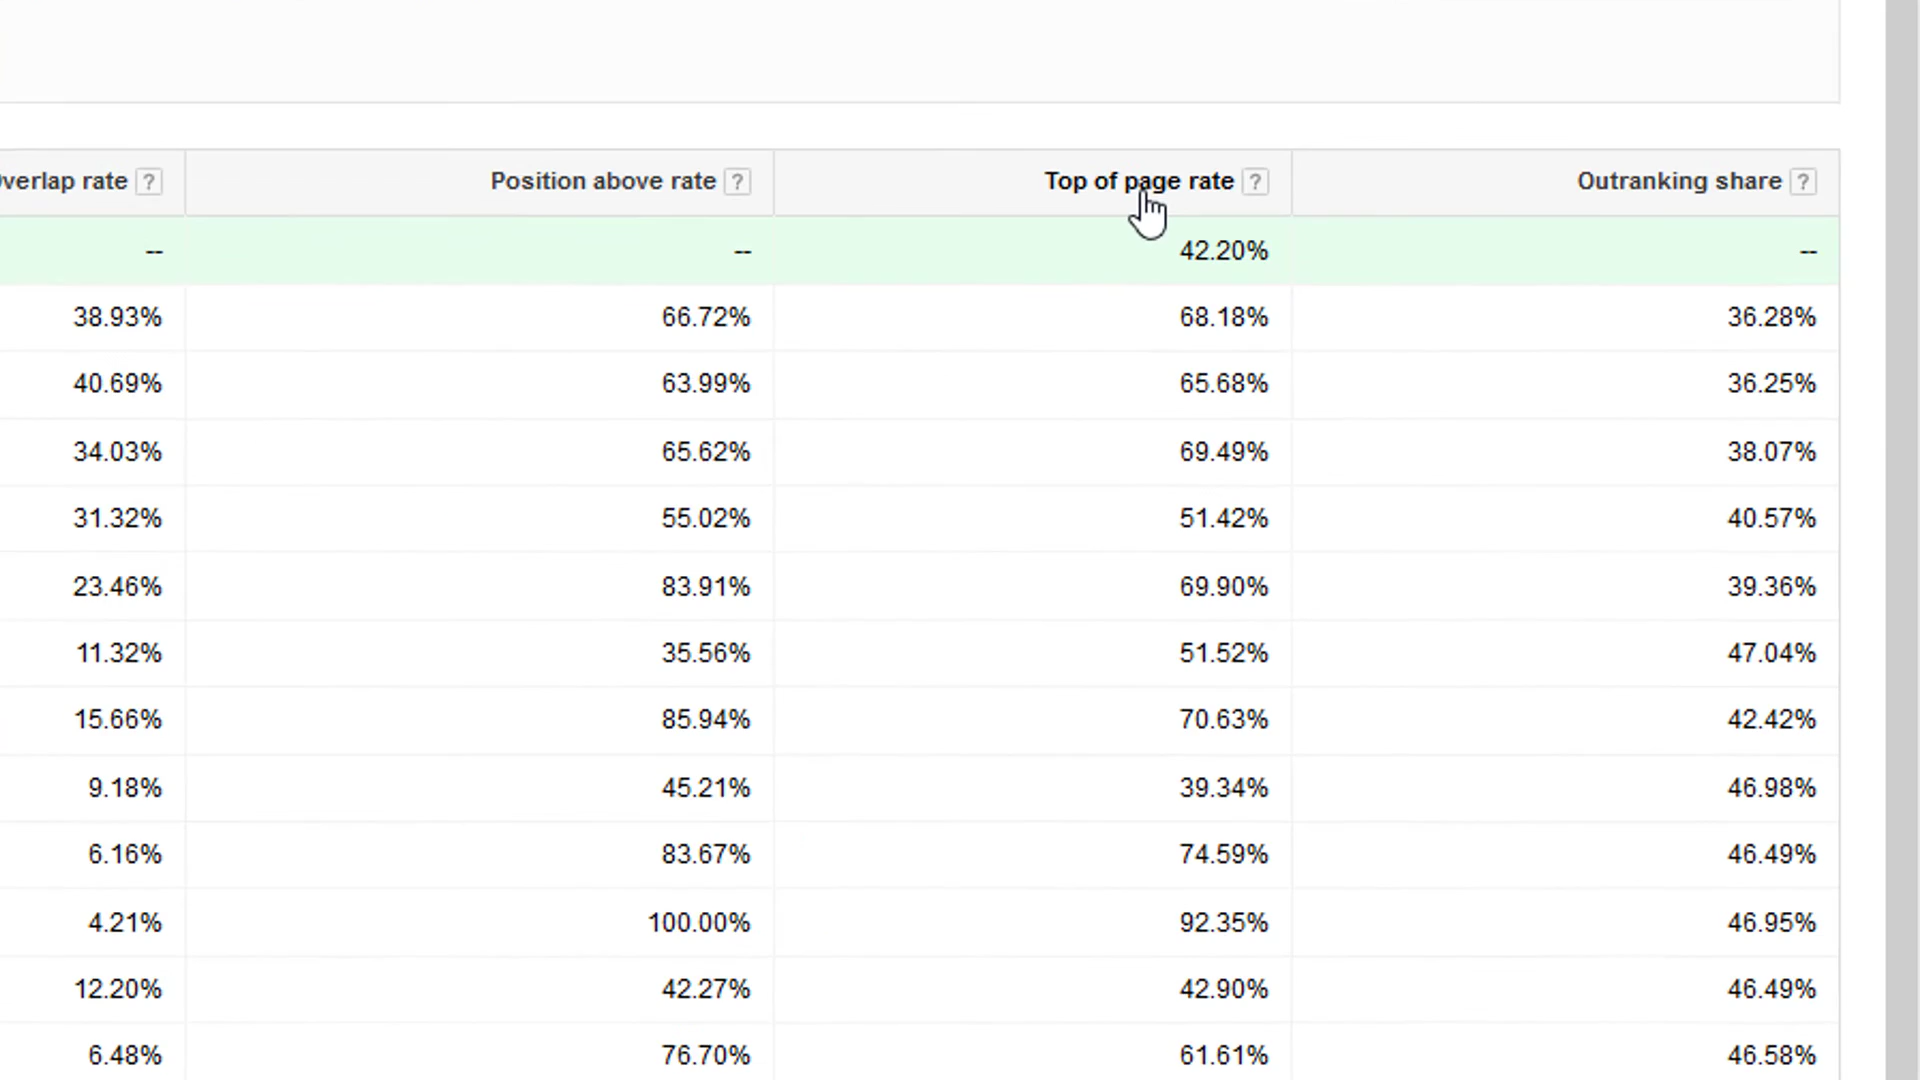 verlap rate ? Position above rate ? Top of page rate ? Outranking share ?
-- -- 42.20% --
38.93% 66.72% 68.18% 36.28%
40.69% 63.99% 65.68% 36.25%
34.03% 65.62% 69.49% 38.07%
31.32% 55.02% 51.42% 40.57%
23.46% 83.91% 69.90% 39.36%
11.32% 35.56% 51.52% 47.04%
15.66% 85.94% 70.63% 42.42%
9.18% 45.21% 39.34% 46.98%
6.16% 83.67% 74.59% 46.49%
4.21% 100.00% 92.35% 46.95%
12.20% 42.27% 42.90% 46.49%
6.48% 76.70% 61.61% 46.58%